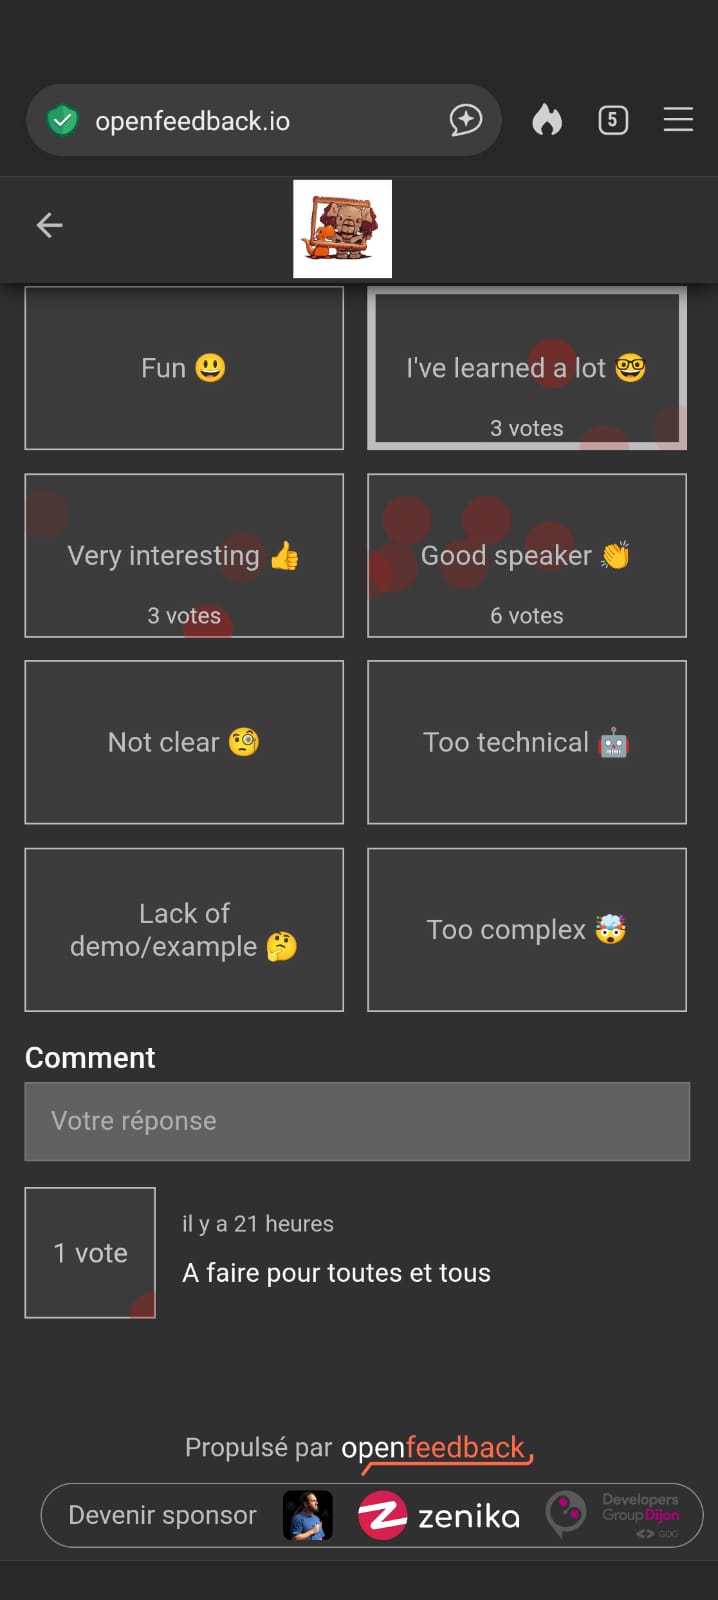 openfeedback.io
5
Fun 😃
I've learned a lot 🤓
3 votes
Very interesting 👍
3 votes
Good speaker 👏
6 votes
Not clear 🧐
Too technical 🤖
Lack of
demo/example 🤔
Too complex 🤯
Comment
Votre réponse
1 vote
il y a 21 heures
A faire pour toutes et tous
Propulsé par openfeedback
Devenir sponsor
zenika
Developers
Group Dijon
GDG